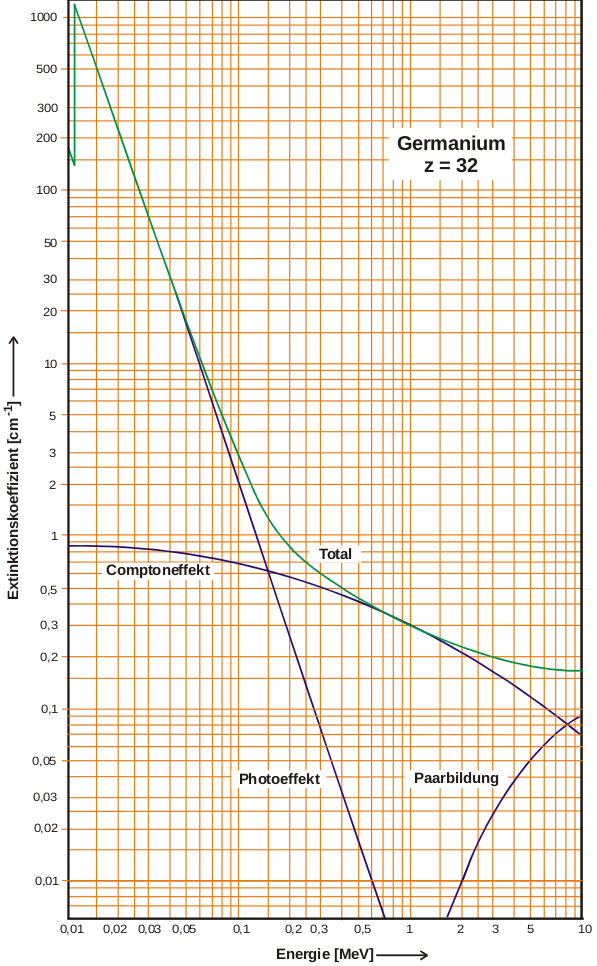 1000
500
300
200
100
50
30
20
10
5
3
2
1
0,5
0,3
0,2
0,1
0,05
0,03
0,02
0,01
Extinktionskoeffizient [cm⁻¹]
Germanium
z = 32
Total
Comptoneffekt
Photoeffekt
Paarbildung
0,01 0,02 0,03 0,05 0,1 0,2 0,3 0,5 1 2 3 5 10
Energie [MeV]